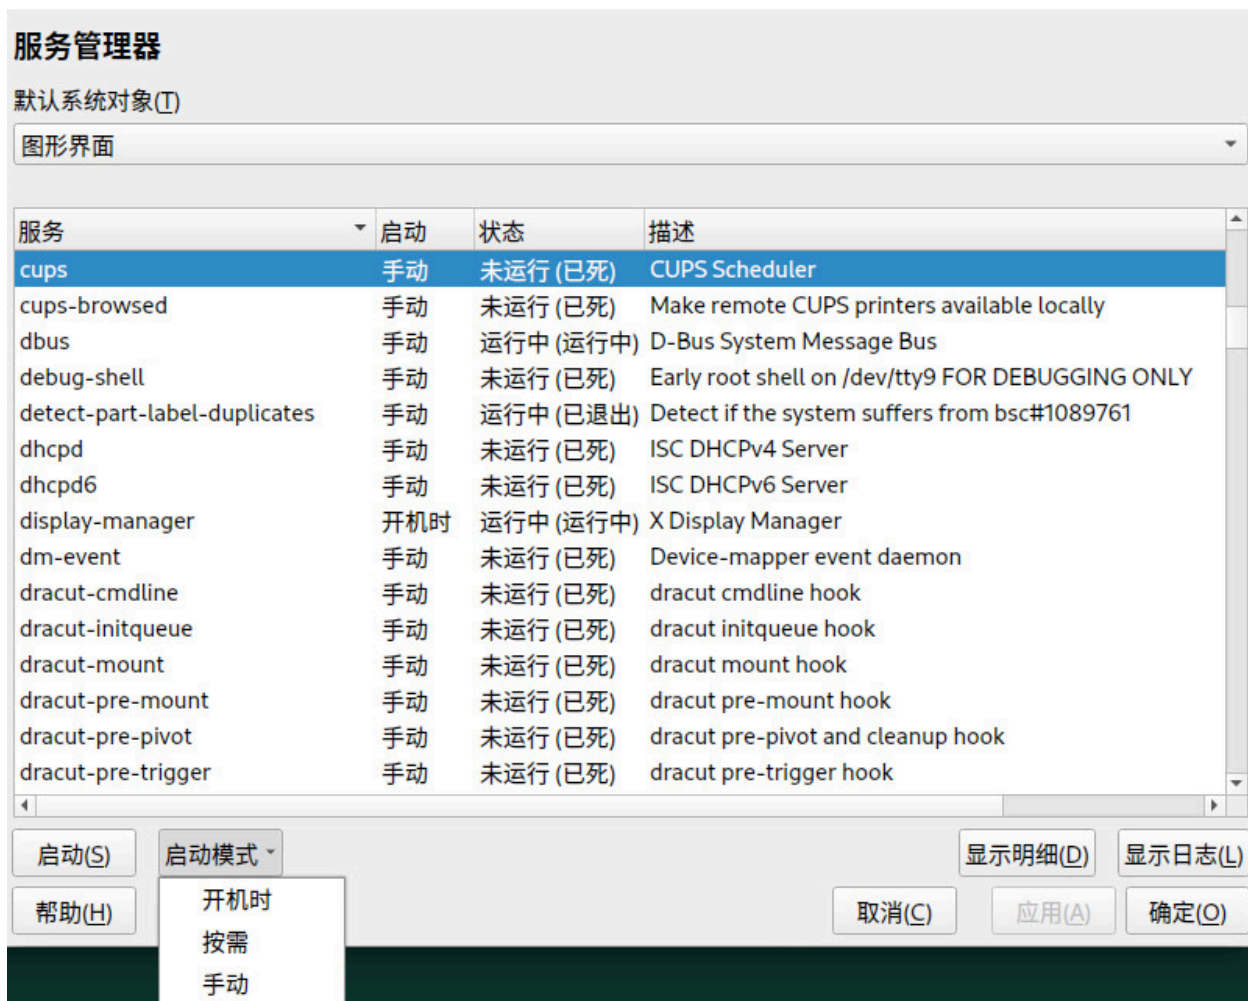 服务管理器
默认系统对象(T)
图形界面
服务 启动 状态 描述
cups 手动 未运行 (已死) CUPS Scheduler
cups-browsed 手动 未运行 (已死) Make remote CUPS printers available locally
dbus 手动 运行中 (运行中) D-Bus System Message Bus
debug-shell 手动 未运行 (已死) Early root shell on /dev/tty9 FOR DEBUGGING ONLY
detect-part-label-duplicates 手动 运行中 (已退出) Detect if the system suffers from bsc#1089761
dhcpd 手动 未运行 (已死) ISC DHCPv4 Server
dhcpd6 手动 未运行 (已死) ISC DHCPv6 Server
display-manager 开机时 运行中 (运行中) X Display Manager
dm-event 手动 未运行 (已死) Device-mapper event daemon
dracut-cmdline 手动 未运行 (已死) dracut cmdline hook
dracut-initqueue 手动 未运行 (已死) dracut initqueue hook
dracut-mount 手动 未运行 (已死) dracut mount hook
dracut-pre-mount 手动 未运行 (已死) dracut pre-mount hook
dracut-pre-pivot 手动 未运行 (已死) dracut pre-pivot and cleanup hook
dracut-pre-trigger 手动 未运行 (已死) dracut pre-trigger hook
启动(S) 启动模式 显示明细(D) 显示日志(L)
帮助(H) 开机时 取消(C) 应用(A) 确定(O)
按需
手动